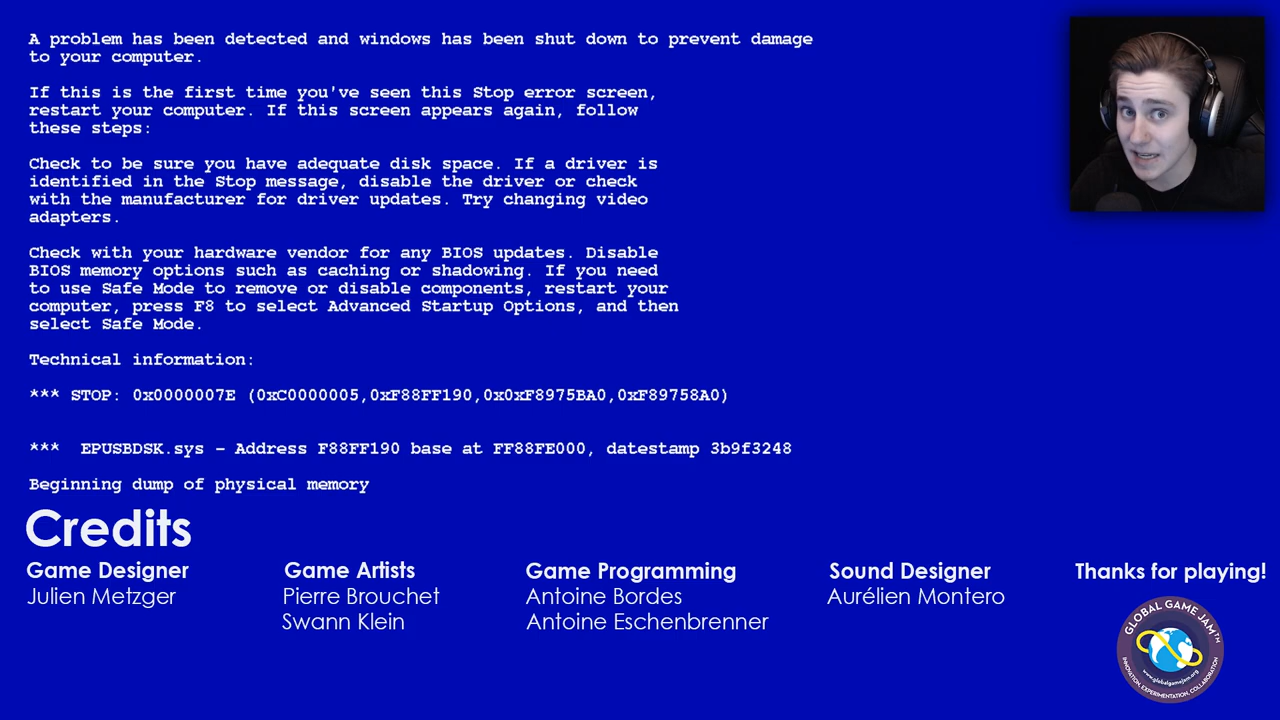 A problem has been detected and windows has been shut down to prevent damage
to your computer.
If this is the first time you've seen this Stop error screen,
restart your computer. If this screen appears again, follow
these steps:
Check to be sure you have adequate disk space. If a driver is
identified in the Stop message, disable the driver or check
with the manufacturer for driver updates. Try changing video
adapters.
Check with your hardware vendor for any BIOS updates. Disable
BIOS memory options such as caching or shadowing. If you need
to use Safe Mode to remove or disable components, restart your
computer, press F8 to select Advanced Startup Options, and then
select Safe Mode.
Technical information:
*** STOP: 0x0000007E (0xC0000005,0xF88FF190,0x0xF8975BA0,0xF89758A0)
*** EPUSBDSK.sys – Address F88FF190 base at FF88FE000, datestamp 3b9f3248
Beginning dump of physical memory
Credits
Game Designer
Julien Metzger
Game Artists
Pierre Brouchet
Swann Klein
Game Programming
Antoine Bordes
Antoine Eschenbrenner
Sound Designer
Aurélien Montero
Thanks for playing!
GLOBAL GAME JAM™
www.globalgamejam.org
INNOVATION, EXPERIMENTATION, COLLABORATION